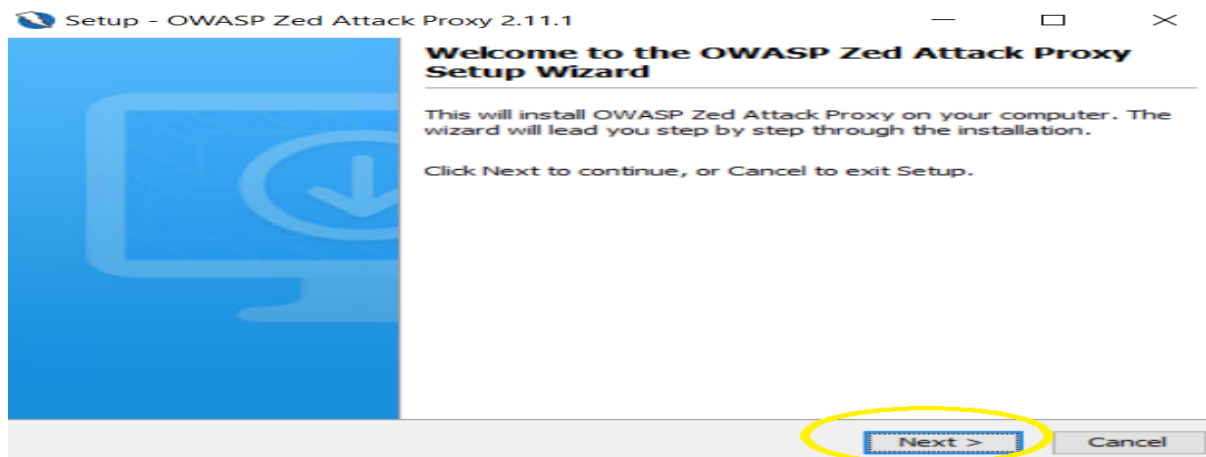 Setup - OWASP Zed Attack Proxy 2.11.1
Welcome to the OWASP Zed Attack Proxy
Setup Wizard
This will install OWASP Zed Attack Proxy on your computer. The
wizard will lead you step by step through the installation.
Click Next to continue, or Cancel to exit Setup.
Next >
Cancel